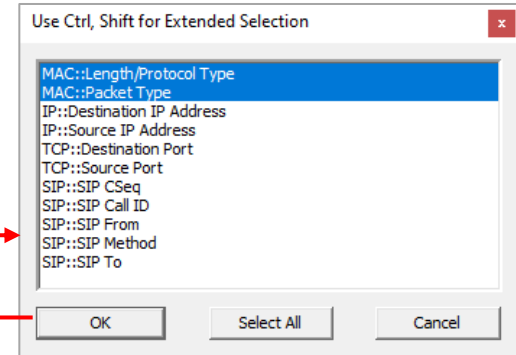 Use Ctrl, Shift for Extended Selection
x
MAC::Length/Protocol Type
MAC::Packet Type
IP::Destination IP Address
IP::Source IP Address
TCP::Destination Port
TCP::Source Port
SIP::SIP CSeq
SIP::SIP Call ID
SIP::SIP From
SIP::SIP Method
SIP::SIP To
OK Select All Cancel